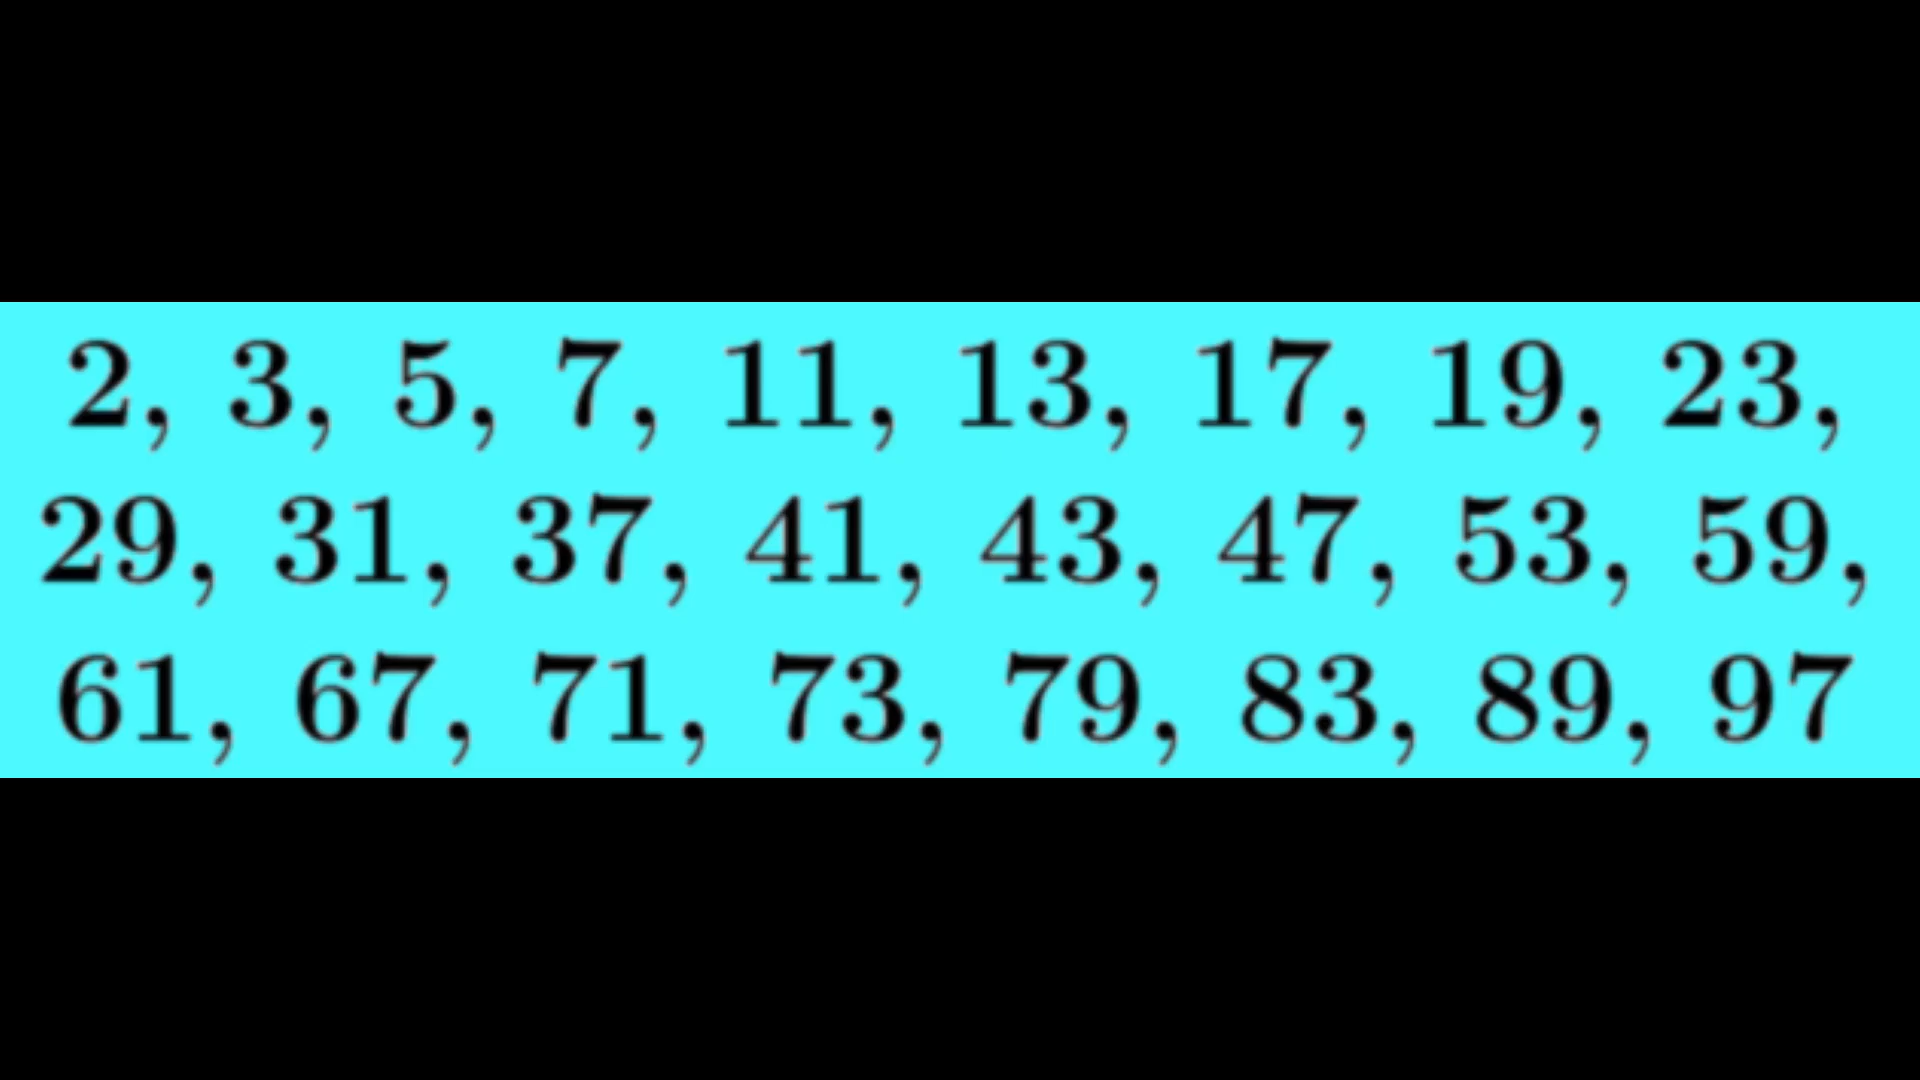 2, 3, 5, 7, 11, 13, 17, 19, 23,
29, 31, 37, 41, 43, 47, 53, 59,
61, 67, 71, 73, 79, 83, 89, 97